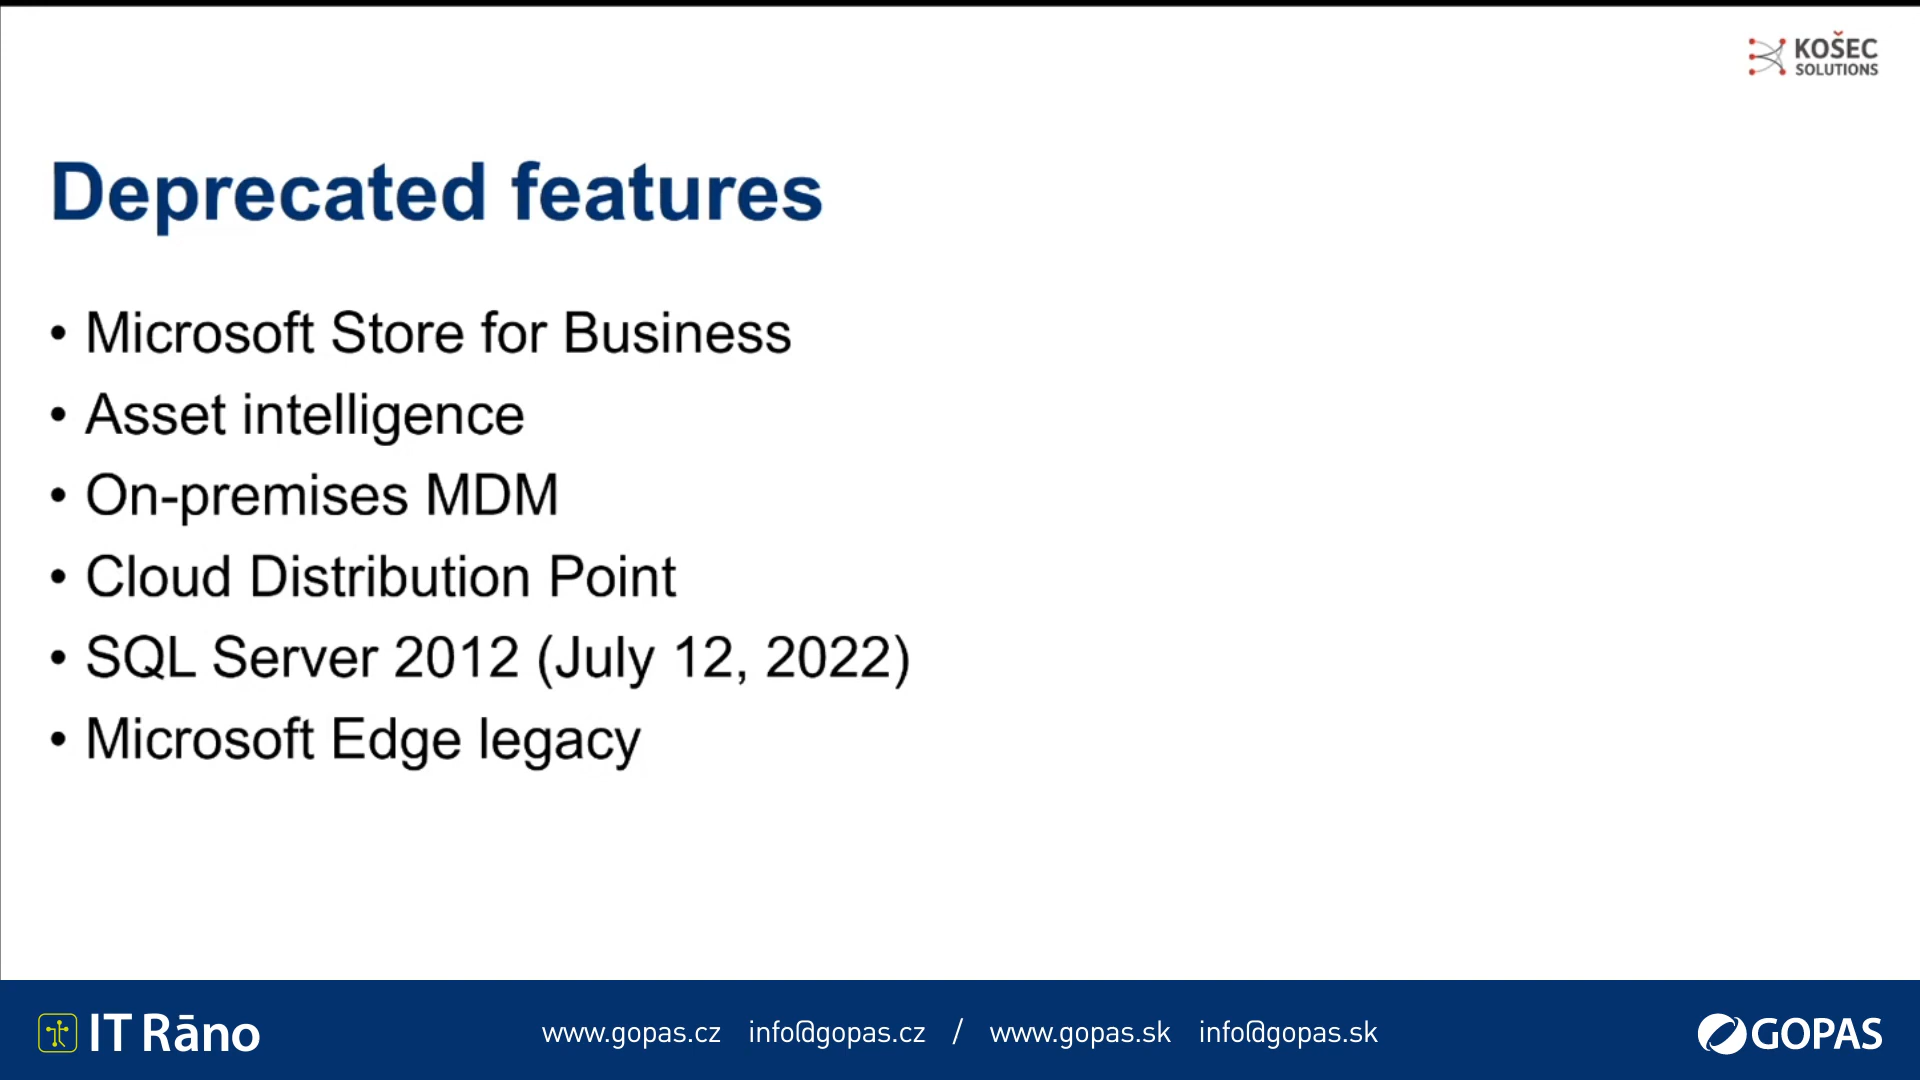 KOŠEC
SOLUTIONS
Deprecated features
• Microsoft Store for Business
• Asset intelligence
• On-premises MDM
• Cloud Distribution Point
• SQL Server 2012 (July 12, 2022)
• Microsoft Edge legacy
IT Rāno
www.gopas.cz info@gopas.cz / www.gopas.sk info@gopas.sk
GOPAS